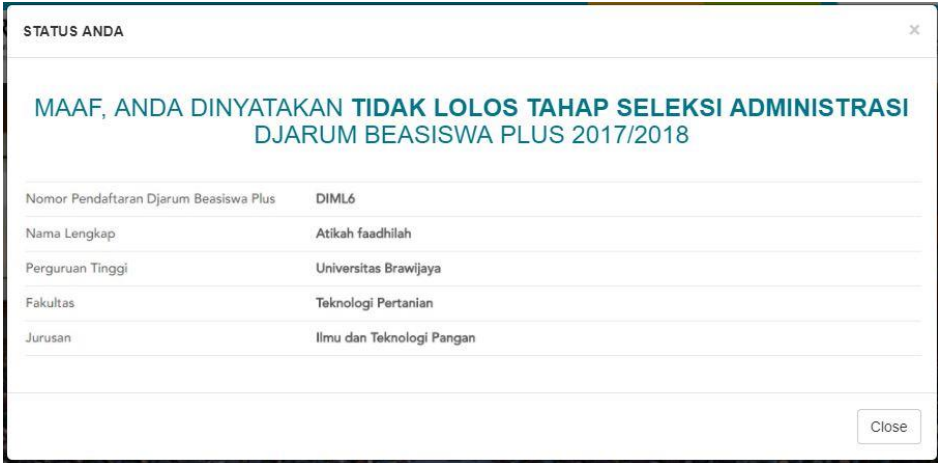 STATUS ANDA ×
MAAF, ANDA DINYATAKAN TIDAK LOLOS TAHAP SELEKSI ADMINISTRASI
DJARUM BEASISWA PLUS 2017/2018
Nomor Pendaftaran Djarum Beasiswa Plus DIML6
Nama Lengkap Atikah faadhilah
Perguruan Tinggi Universitas Brawijaya
Fakultas Teknologi Pertanian
Jurusan Ilmu dan Teknologi Pangan
Close